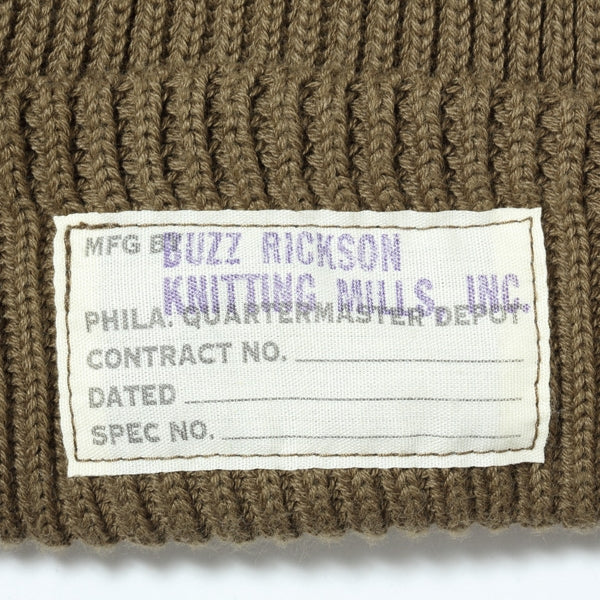 MFG BY BUZZ RICKSON
KNITTING MILLS, INC.
PHILA. QUARTERMASTER DEPOT
CONTRACT NO.
DATED
SPEC NO.